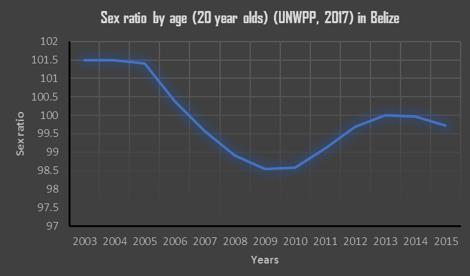 Sex ratio by age (20 year olds) (UNWPP, 2017) in Belize
102
101.5
101
100.5
100
99.5
99
98.5
98
97.5
97
Sex ratio
2003 2004 2005 2006 2007 2008 2009 2010 2011 2012 2013 2014 2015
Years